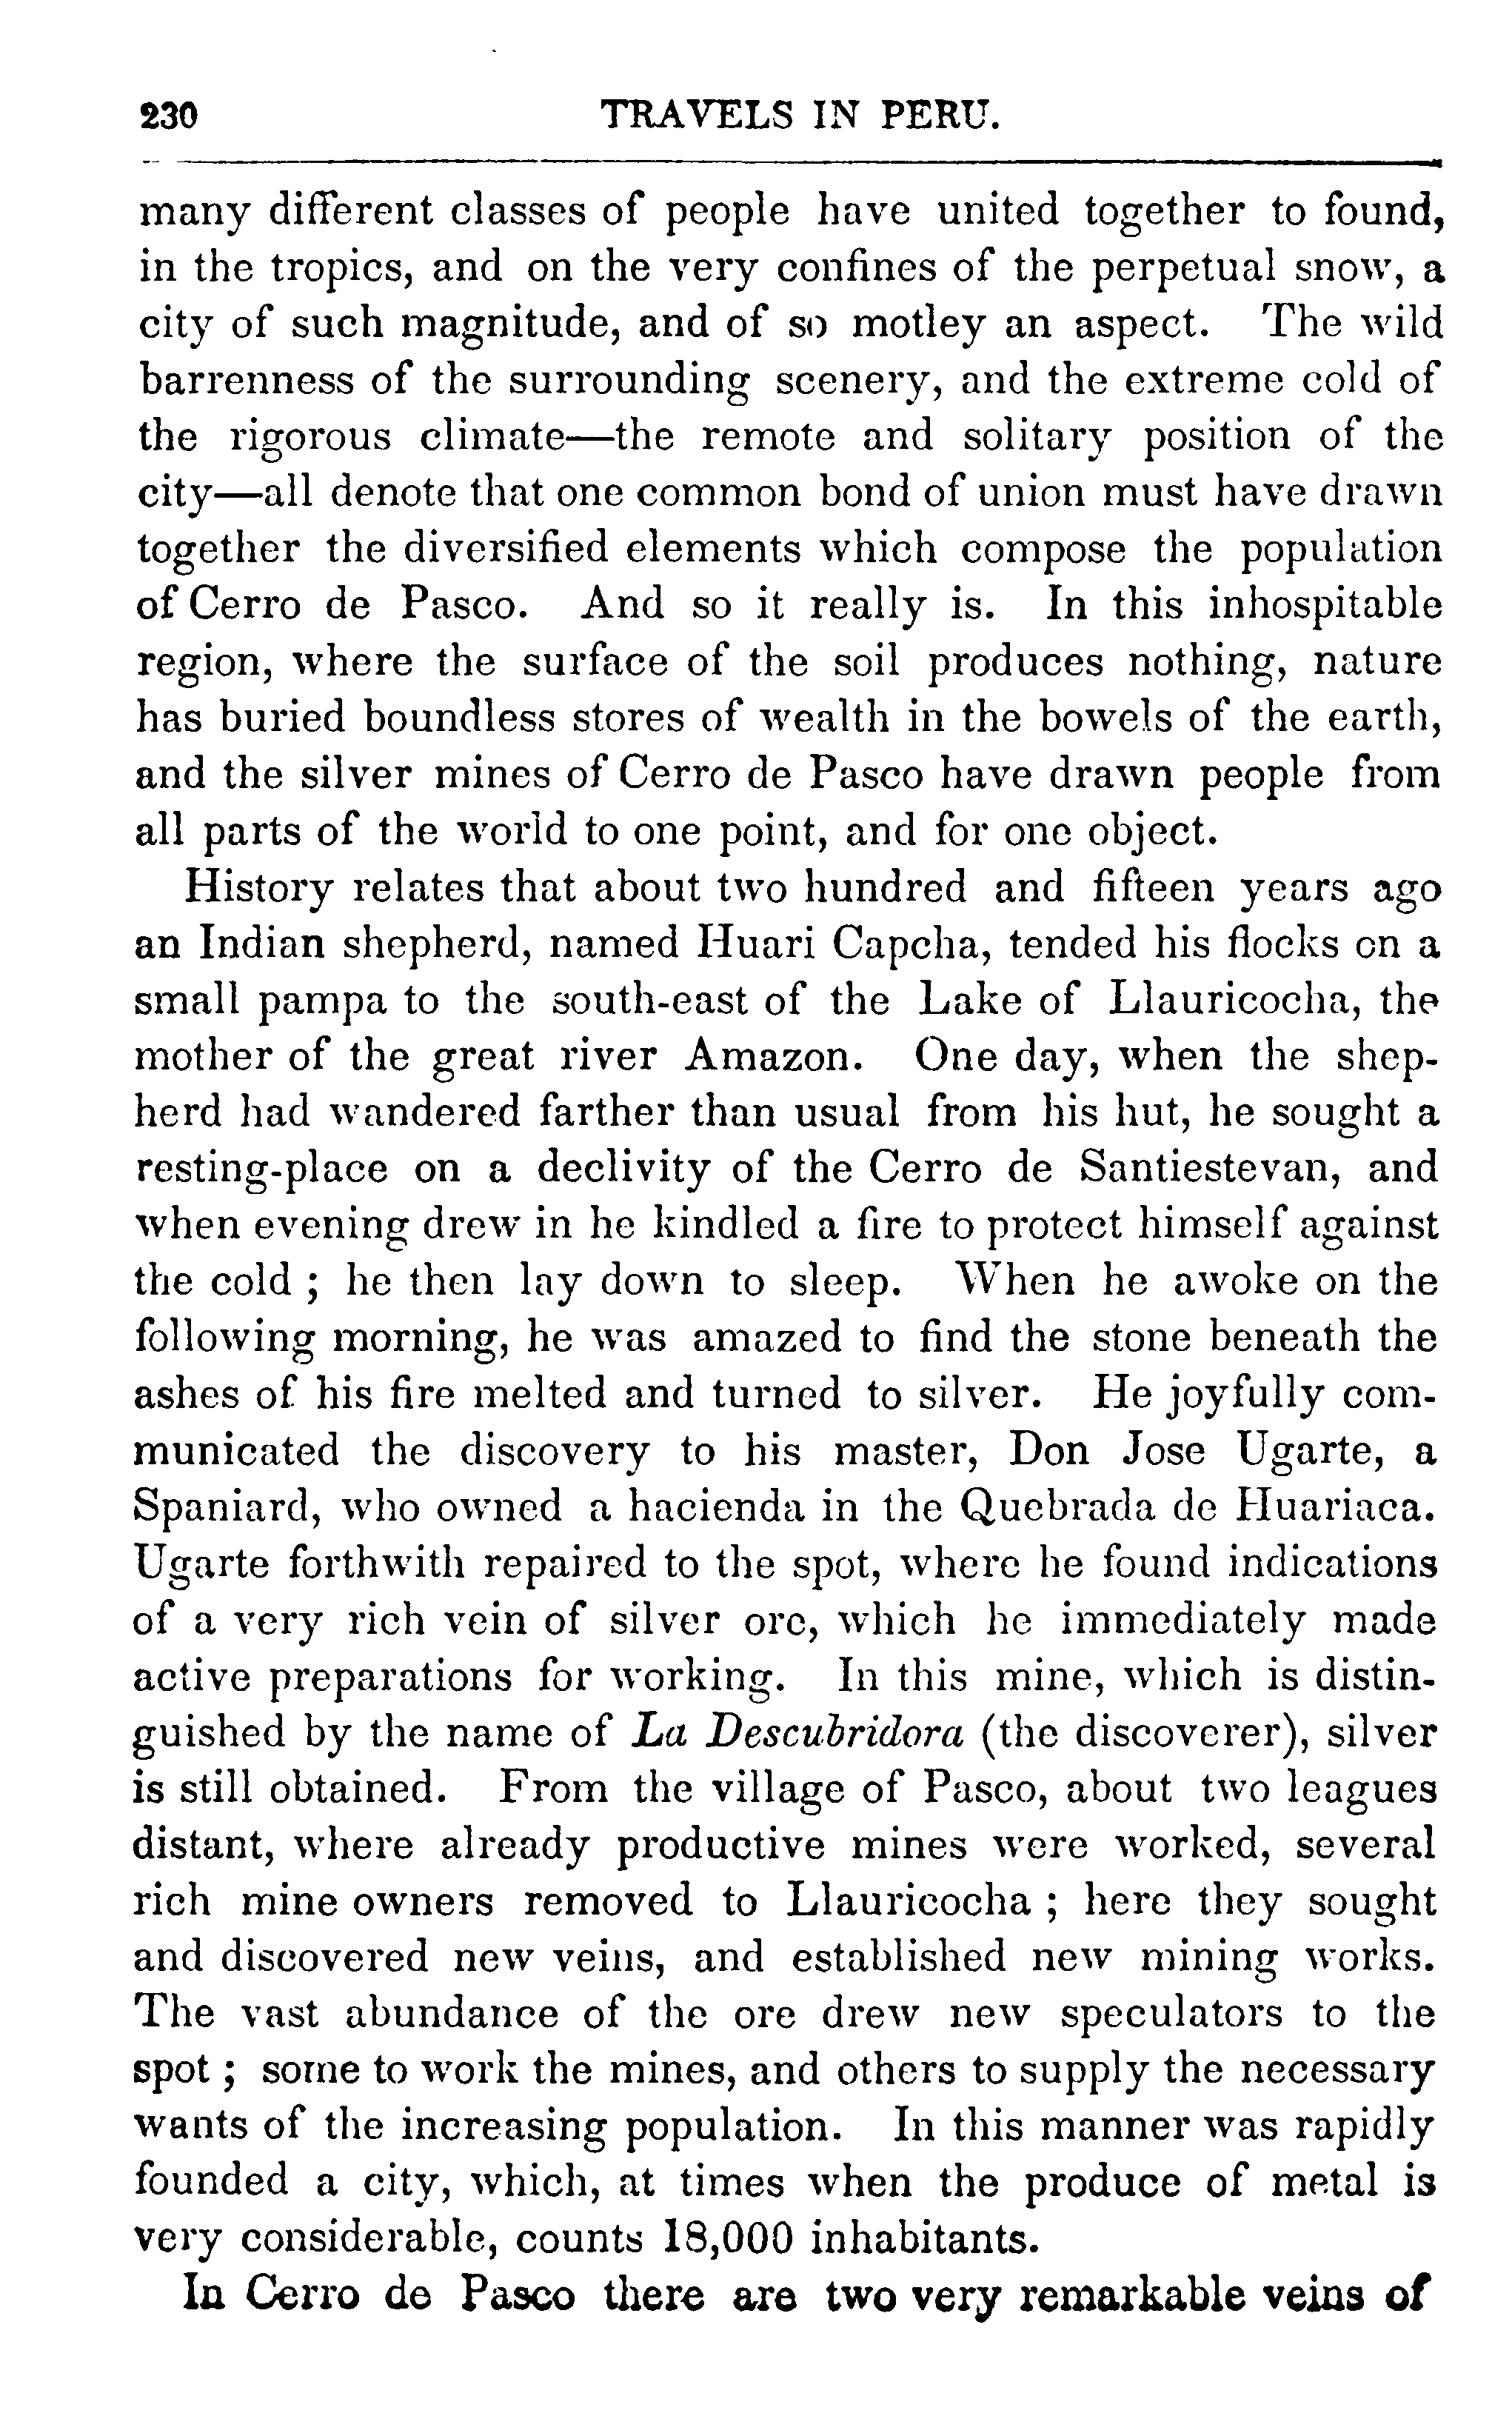 230 TRAVELS IN PERU.
many different classes of people have united together to found,
in the tropics, and on the very confines of the perpetual snow, a
city of such magnitude, and of so motley an aspect. The wild
barrenness of the surrounding scenery, and the extreme cold of
the rigorous climate—the remote and solitary position of the
city—all denote that one common bond of union must have drawn
together the diversified elements which compose the population
of Cerro de Pasco. And so it really is. In this inhospitable
region, where the surface of the soil produces nothing, nature
has buried boundless stores of wealth in the bowels of the earth,
and the silver mines of Cerro de Pasco have drawn people from
all parts of the world to one point, and for one object.
History relates that about two hundred and fifteen years ago
an Indian shepherd, named Huari Capcha, tended his flocks on a
small pampa to the south-east of the Lake of Llauricocha, the
mother of the great river Amazon. One day, when the shep-
herd had wandered farther than usual from his hut, he sought a
resting-place on a declivity of the Cerro de Santiestevan, and
when evening drew in he kindled a fire to protect himself against
the cold ; he then lay down to sleep. When he awoke on the
following morning, he was amazed to find the stone beneath the
ashes of his fire melted and turned to silver. He joyfully com-
municated the discovery to his master, Don Jose Ugarte, a
Spaniard, who owned a hacienda in the Quebrada de Huariaca.
Ugarte forthwith repaired to the spot, where he found indications
of a very rich vein of silver ore, which he immediately made
active preparations for working. In this mine, which is distin-
guished by the name of La Descubridora (the discoverer), silver
is still obtained. From the village of Pasco, about two leagues
distant, where already productive mines were worked, several
rich mine owners removed to Llauricocha ; here they sought
and discovered new veins, and established new mining works.
The vast abundance of the ore drew new speculators to the
spot ; some to work the mines, and others to supply the necessary
wants of the increasing population. In this manner was rapidly
founded a city, which, at times when the produce of metal is
very considerable, counts 18,000 inhabitants.
In Cerro de Pasco there are two very remarkable veins of